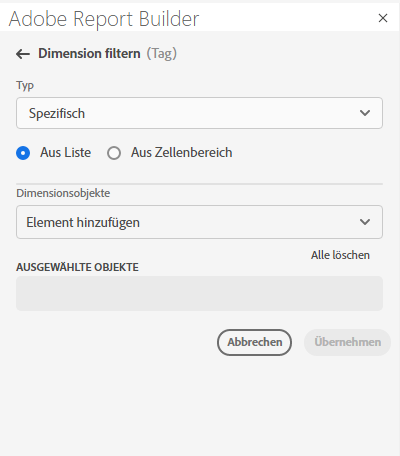 Adobe Report Builder
Dimension filtern (Tag)
Typ
Spezifisch
Aus Liste Aus Zellenbereich
Dimensionsobjekte
Element hinzufügen
Alle löschen
AUSGEWÄHLTE OBJEKTE
Abbrechen Übernehmen